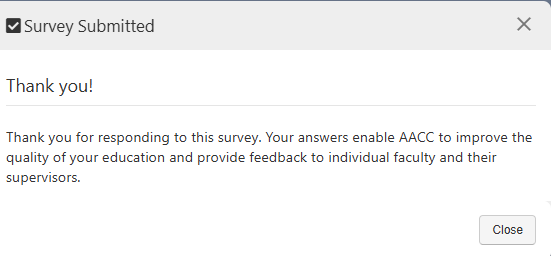 Survey Submitted
Thank you!
Thank you for responding to this survey. Your answers enable AACC to improve the
quality of your education and provide feedback to individual faculty and their
supervisors.
Close